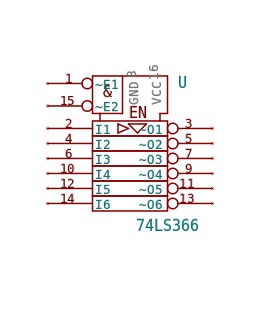 1 ~E1 & GND 8 VCC 16 U
15 ~E2
EN
2 I1 ~O1 3
4 I2 ~O2 5
6 I3 ~O3 7
10 I4 ~O4 9
12 I5 ~O5 11
14 I6 ~O6 13
74LS366